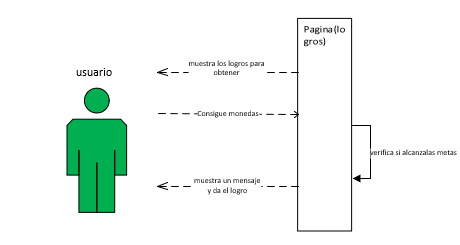 Pagina(lo
gros)
muestra los logros para
obtener
usuario
Consigue monedas
verifica si alcanzalas metas
muestra un mensaje
y da el logro